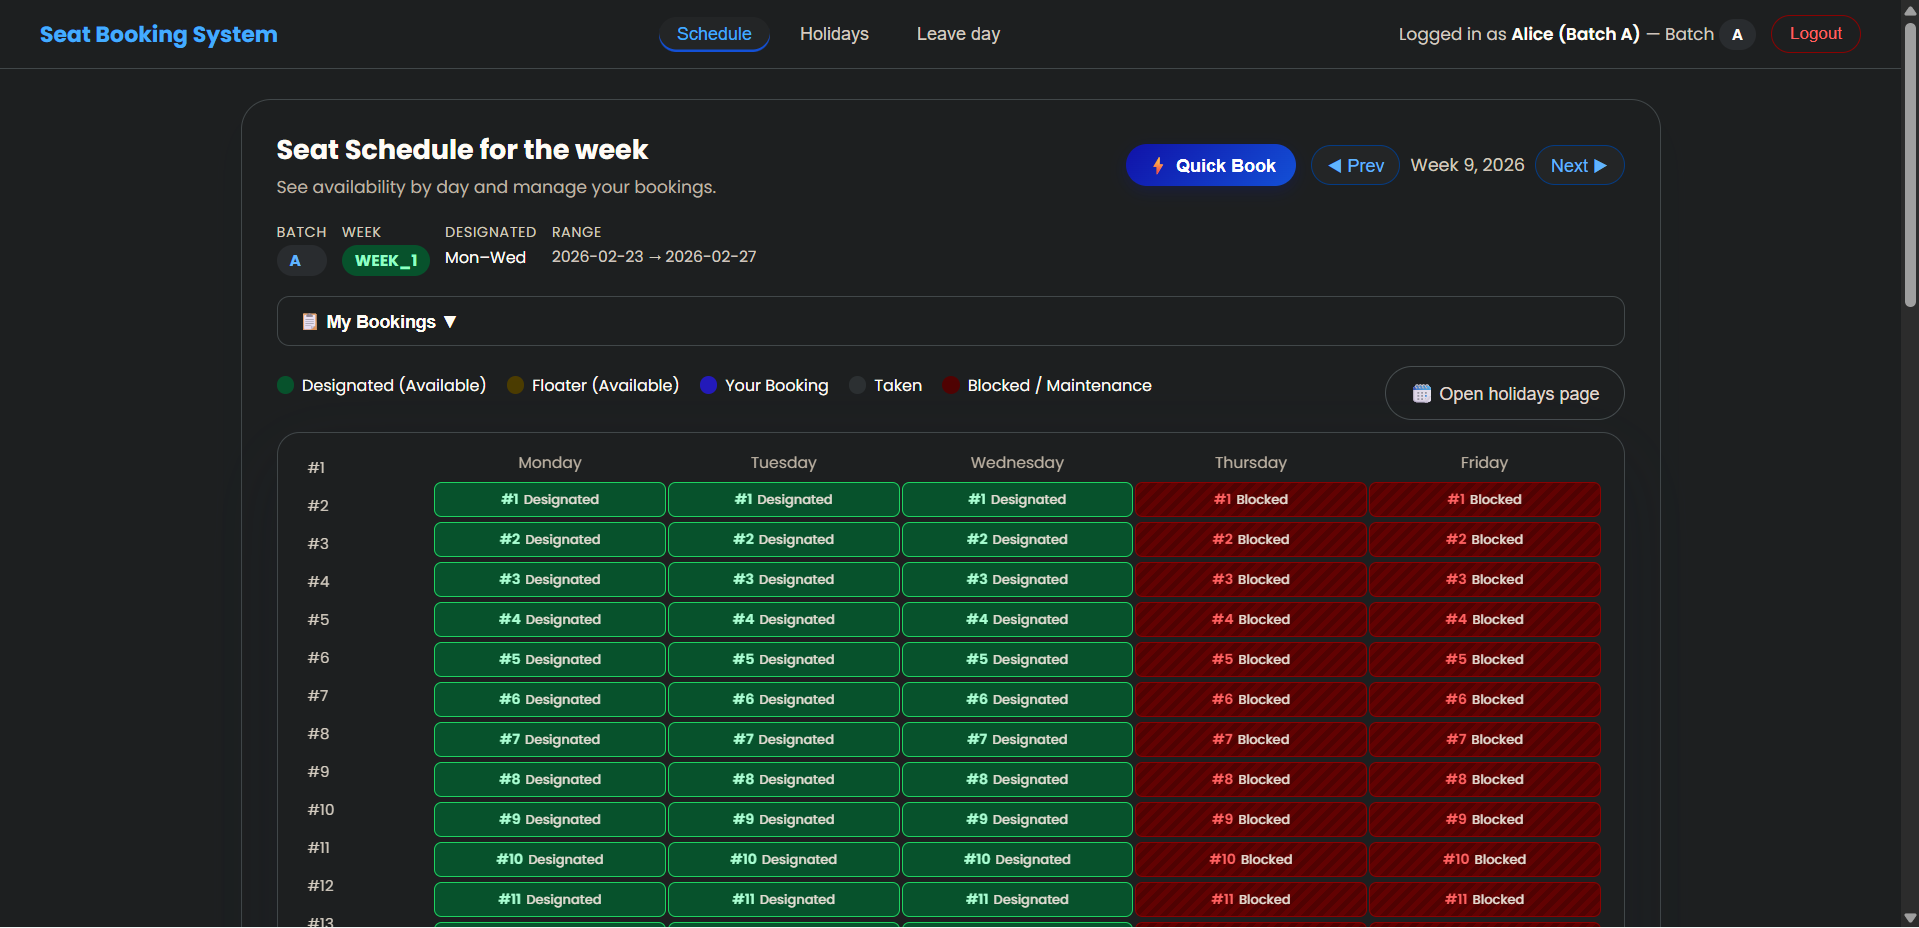 Seat Booking System
Schedule Holidays Leave day
Logged in as Alice (Batch A) — Batch A Logout
Seat Schedule for the week
See availability by day and manage your bookings.
⚡ Quick Book ◀ Prev Week 9, 2026 Next ▶
BATCH WEEK DESIGNATED RANGE
A WEEK_1 Mon–Wed 2026-02-23 → 2026-02-27
📋 My Bookings ▼
Designated (Available) Floater (Available) Your Booking Taken Blocked / Maintenance
🗓️ Open holidays page
Monday Tuesday Wednesday Thursday Friday
#1
#1 Designated #1 Designated #1 Designated #1 Blocked #1 Blocked
#2
#2 Designated #2 Designated #2 Designated #2 Blocked #2 Blocked
#3
#3 Designated #3 Designated #3 Designated #3 Blocked #3 Blocked
#4
#4 Designated #4 Designated #4 Designated #4 Blocked #4 Blocked
#5
#5 Designated #5 Designated #5 Designated #5 Blocked #5 Blocked
#6
#6 Designated #6 Designated #6 Designated #6 Blocked #6 Blocked
#7
#7 Designated #7 Designated #7 Designated #7 Blocked #7 Blocked
#8
#8 Designated #8 Designated #8 Designated #8 Blocked #8 Blocked
#9
#9 Designated #9 Designated #9 Designated #9 Blocked #9 Blocked
#10
#10 Designated #10 Designated #10 Designated #10 Blocked #10 Blocked
#11
#12
#11 Designated #11 Designated #11 Designated #11 Blocked #11 Blocked
#13